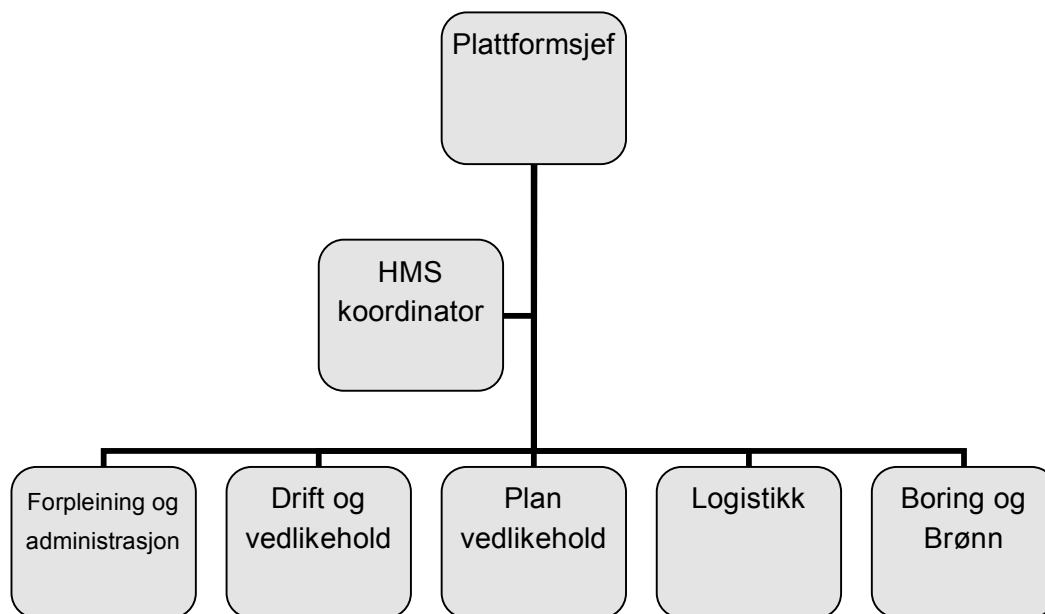 Plattformsjef
HMS
koordinator
Forpleining og
administrasjon
Drift og
vedlikehold
Plan
vedlikehold
Logistikk
Boring og
Brønn